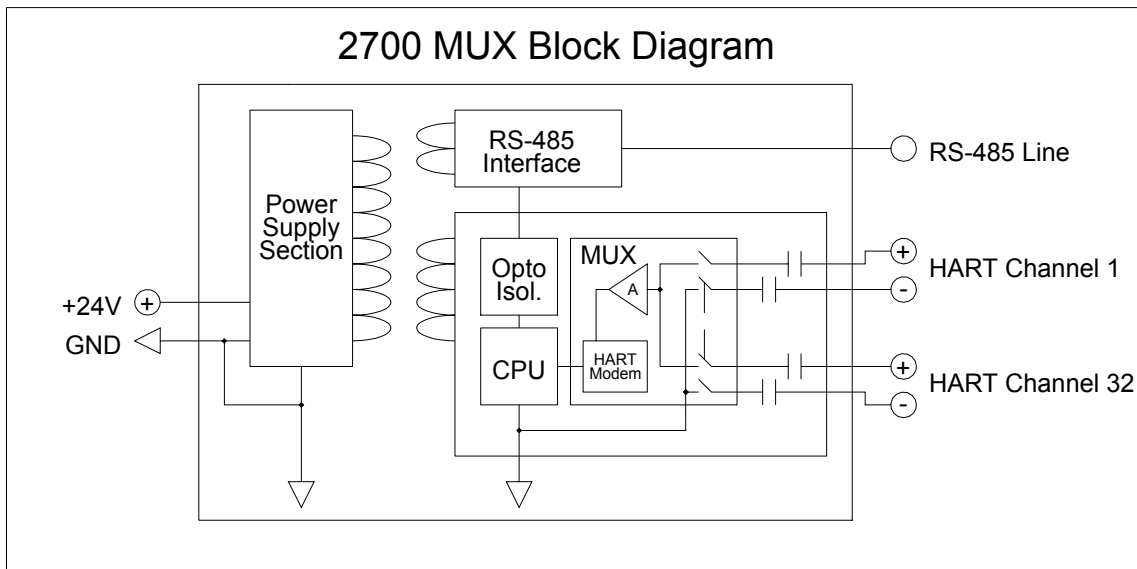 2700 MUX Block Diagram
RS-485
Interface
RS-485 Line
Power
Supply
Section
Opto
Isol.
MUX
A
+
-
HART Channel 1
+24V
+
GND
CPU
HART
Modem
+
-
HART Channel 32